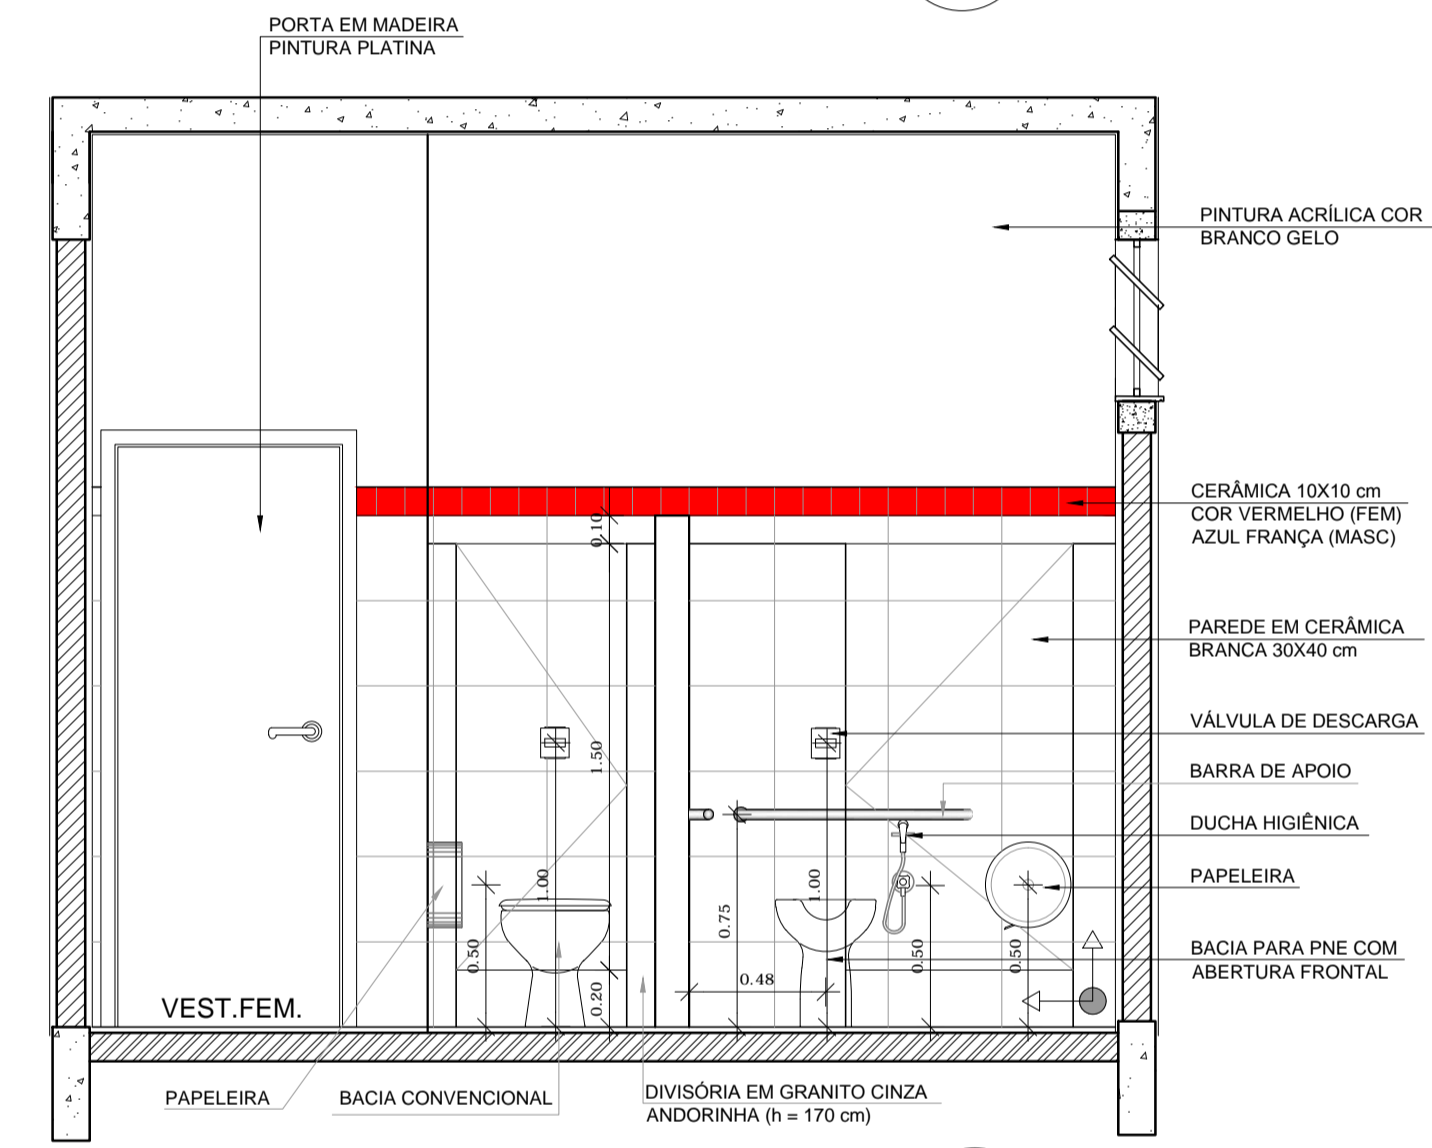 PORTA EM MADEIRA
PINTURA PLATINA
PINTURA ACRÍLICA COR
BRANCO GELO
CERÂMICA 10X10 cm
COR VERMELHO (FEM)
AZUL FRANÇA (MASC)
0.10
PAREDE EM CERÂMICA
BRANCA 30X40 cm
VÁLVULA DE DESCARGA
1.50
BARRA DE APOIO
DUCHA HIGIÊNICA
PAPELEIRA
1.00
1.00
0.75
0.50
0.50
0.50
BACIA PARA PNE COM
ABERTURA FRONTAL
0.48
0.20
VEST.FEM.
PAPELEIRA
BACIA CONVENCIONAL
DIVISÓRIA EM GRANITO CINZA
ANDORINHA (h = 170 cm)